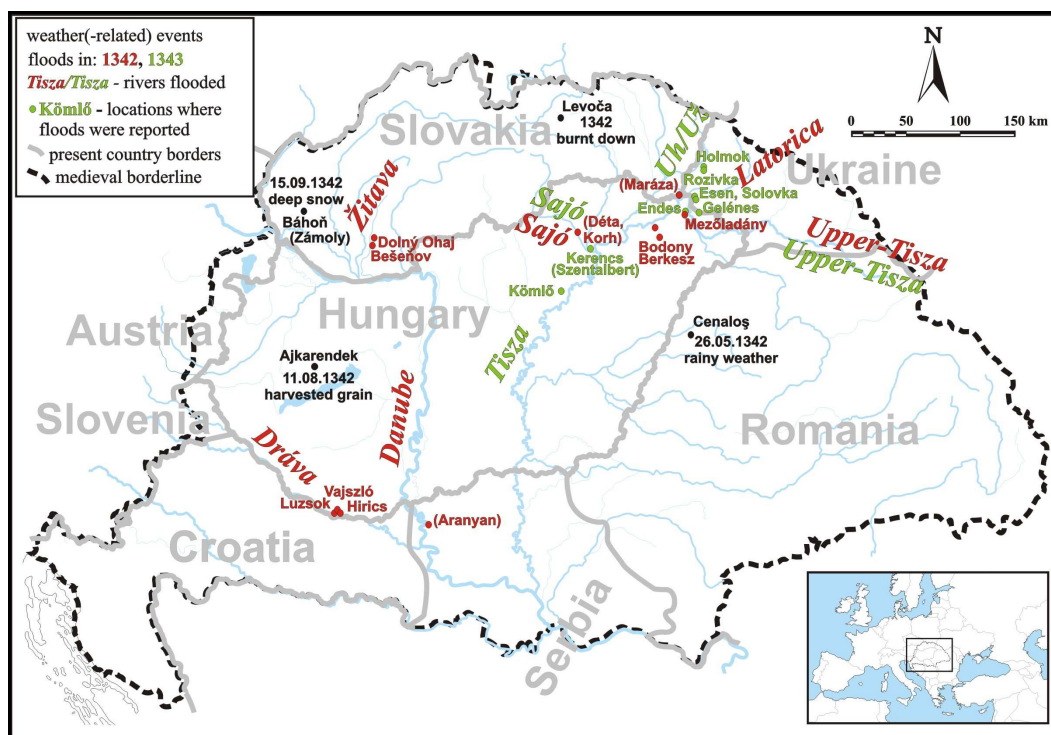 weather(-related) events
floods in: 1342, 1343
Tisza/Tisza - rivers flooded
Kömlő - locations where
floods were reported
present country borders
medieval borderline
N
0 50 100 150 km
Levoča
1342
burnt down
Slovakia
Uh/Už
Latorica
Ukraine
Holmok
Rozivka
Esen, Solovka
(Maráza)
Endes
Gelénes
Mezőladány
15.09.1342
deep snow
Báhoň
(Zámoly)
Žitava
Dolný Ohaj
Bešeňov
Sajó
Sajó
(Déta,
Korh)
Kerencs
(Szentalbert)
Bodony
Berkesz
Upper-Tisza
Upper-Tisza
Kömlő
Austria
Hungary
Tisza
Cenaloş
26.05.1342
rainy weather
Ajkarendek
11.08.1342
harvested grain
Danube
Slovenia
Romania
Dráva
Vajszló
Luzsok
Hirics
(Aranyan)
Croatia
Serbia